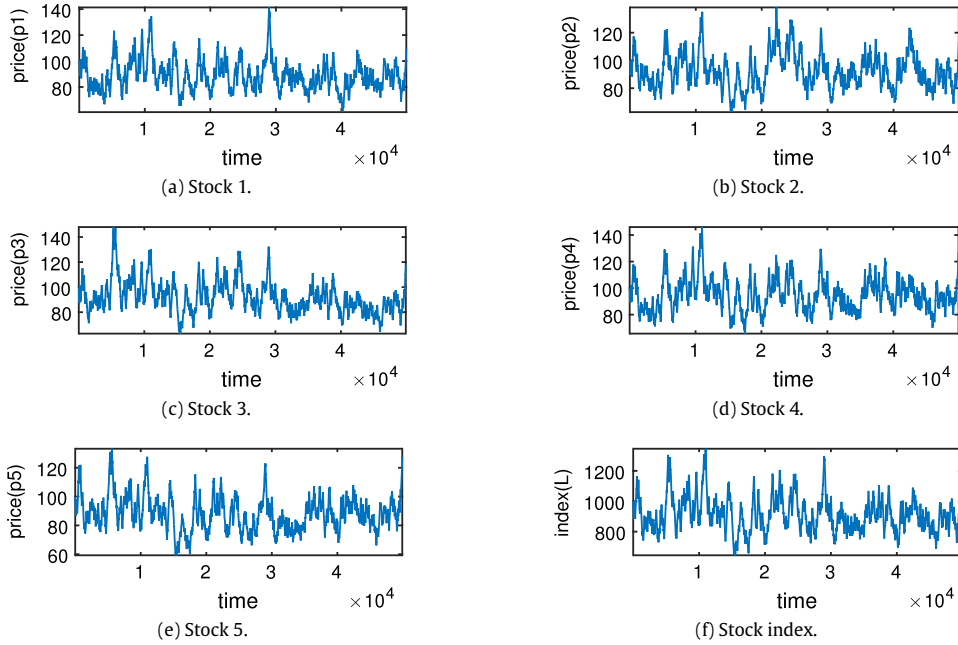 price(p1)
140
120
100
80
1 2 3 4
time
× 10^4
(a) Stock 1.
price(p2)
120
100
80
1 2 3 4
time
× 10^4
(b) Stock 2.
price(p3)
140
120
100
80
1 2 3 4
time
× 10^4
(c) Stock 3.
price(p4)
140
120
100
80
1 2 3 4
time
× 10^4
(d) Stock 4.
price(p5)
120
100
80
60
1 2 3 4
time
× 10^4
(e) Stock 5.
index(L)
1200
1000
800
1 2 3 4
time
× 10^4
(f) Stock index.